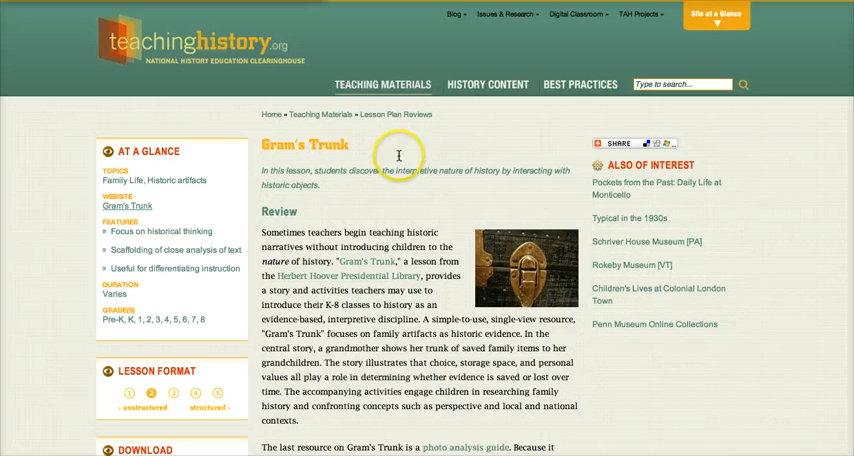 Blog
Issues & Research
Digital Classroom
TAH Projects
Site at a Glance
teachinghistory.org
NATIONAL HISTORY EDUCATION CLEARINGHOUSE
TEACHING MATERIALS
HISTORY CONTENT
BEST PRACTICES
Type to search...
Home » Teaching Materials » Lesson Plan Reviews
AT A GLANCE
TOPICS
Family Life, Historic artifacts
WEBSITE
Gram's Trunk
FEATURES
» Focus on historical thinking
» Scaffolding of close analysis of text
» Useful for differentiating instruction
DURATION
Varies
GRADE(S)
Pre-K, K, 1, 2, 3, 4, 5, 6, 7, 8
LESSON FORMAT
1 2 3 4 5
‹ unstructured structured ›
DOWNLOAD
Gram's Trunk
In this lesson, students discover the interpretive nature of history by interacting with
historic objects.
Review
Sometimes teachers begin teaching historic
narratives without introducing children to the
nature of history. "Gram's Trunk," a lesson from
the Herbert Hoover Presidential Library, provides
a story and activities teachers may use to
introduce their K-8 classes to history as an
evidence-based, interpretive discipline. A simple-to-use, single-view resource,
"Gram's Trunk" focuses on family artifacts as historic evidence. In the
central story, a grandmother shows her trunk of saved family items to her
grandchildren. The story illustrates that choice, storage space, and personal
values all play a role in determining whether evidence is saved or lost over
time. The accompanying activities engage children in researching family
history and confronting concepts such as perspective and local and national
contexts.
The last resource on Gram's Trunk is a photo analysis guide. Because it
SHARE
ALSO OF INTEREST
Pockets from the Past: Daily Life at
Monticello
Typical in the 1930s
Schriver House Museum [PA]
Rokeby Museum [VT]
Children's Lives at Colonial London
Town
Penn Museum Online Collections